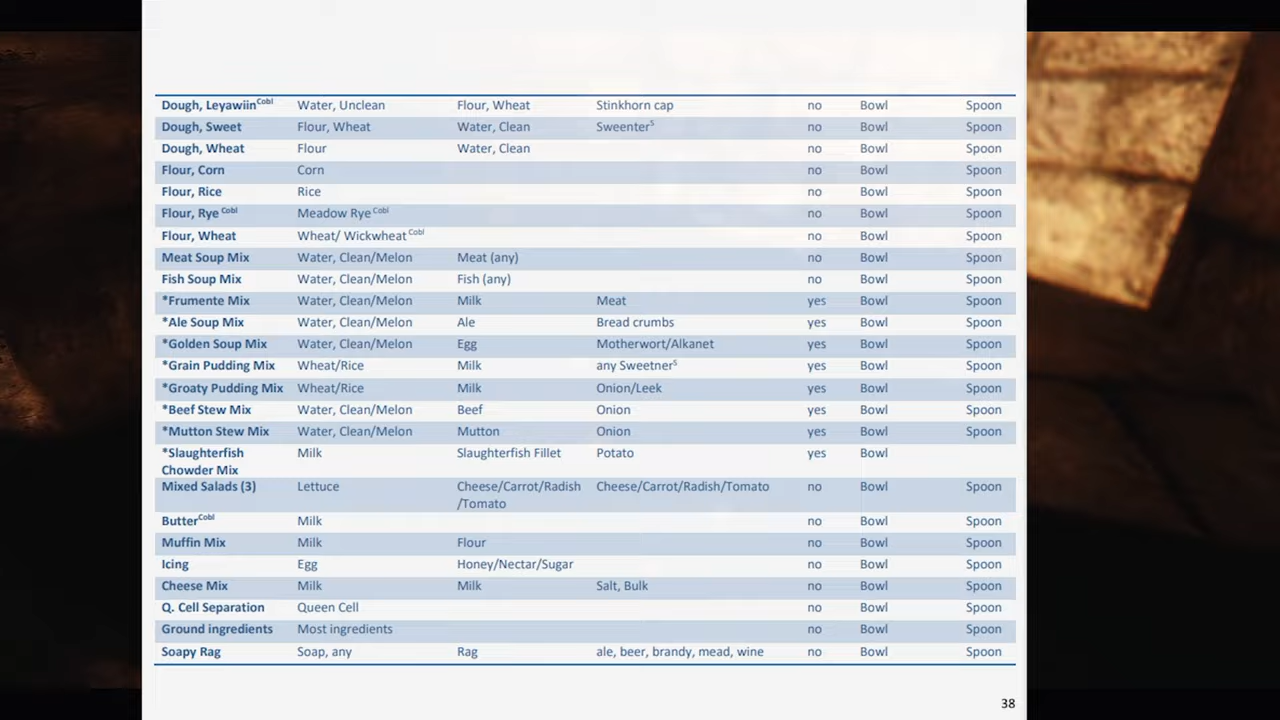 Dough, Leyawiin Cobl Water, Unclean Flour, Wheat Stinkhorn cap no Bowl Spoon
Dough, Sweet Flour, Wheat Water, Clean Sweenter S no Bowl Spoon
Dough, Wheat Flour Water, Clean no Bowl Spoon
Flour, Corn Corn no Bowl Spoon
Flour, Rice Rice no Bowl Spoon
Flour, Rye Cobl Meadow Rye Cobl no Bowl Spoon
Flour, Wheat Wheat/ Wickwheat Cobl no Bowl Spoon
Meat Soup Mix Water, Clean/Melon Meat (any) no Bowl Spoon
Fish Soup Mix Water, Clean/Melon Fish (any) no Bowl Spoon
*Frumente Mix Water, Clean/Melon Milk Meat yes Bowl Spoon
*Ale Soup Mix Water, Clean/Melon Ale Bread crumbs yes Bowl Spoon
*Golden Soup Mix Water, Clean/Melon Egg Motherwort/Alkanet yes Bowl Spoon
*Grain Pudding Mix Wheat/Rice Milk any Sweetner S yes Bowl Spoon
*Groaty Pudding Mix Wheat/Rice Milk Onion/Leek yes Bowl Spoon
*Beef Stew Mix Water, Clean/Melon Beef Onion yes Bowl Spoon
*Mutton Stew Mix Water, Clean/Melon Mutton Onion yes Bowl Spoon
*Slaughterfish Milk Slaughterfish Fillet Potato yes Bowl
Chowder Mix
Mixed Salads (3) Lettuce Cheese/Carrot/Radish Cheese/Carrot/Radish/Tomato no Bowl Spoon
/Tomato
Butter Cobl Milk no Bowl Spoon
Muffin Mix Milk Flour no Bowl Spoon
Icing Egg Honey/Nectar/Sugar no Bowl Spoon
Cheese Mix Milk Milk Salt, Bulk no Bowl Spoon
Q. Cell Separation Queen Cell no Bowl Spoon
Ground ingredients Most ingredients no Bowl Spoon
Soapy Rag Soap, any Rag ale, beer, brandy, mead, wine no Bowl Spoon
38